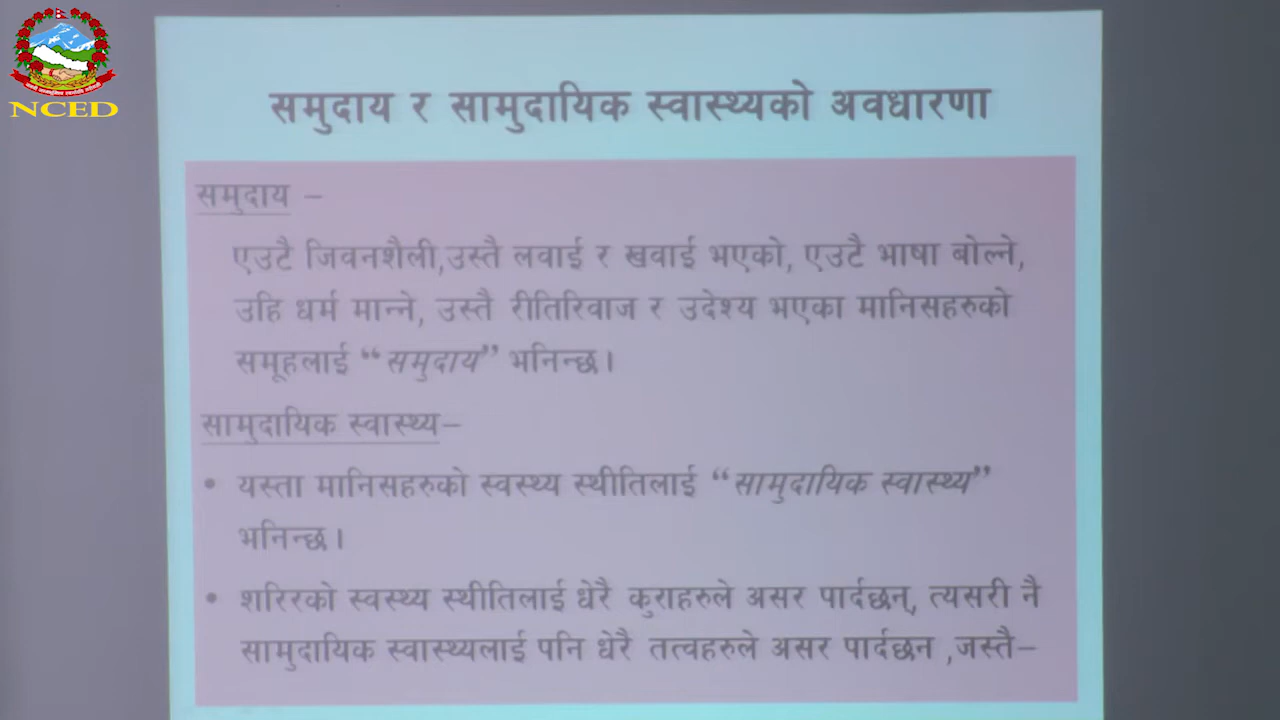 NCED
समुदाय र सामुदायिक स्वास्थ्यको अवधारणा
समुदाय –
एउटै जिवनशैली,उस्तै लवाई र खवाई भएको, एउटै भाषा बोल्ने,
उहि धर्म मान्ने, उस्तै रीतिरिवाज र उदेश्य भएका मानिसहरुको
समूहलाई “समुदाय” भनिन्छ।
सामुदायिक स्वास्थ्य–
• यस्ता मानिसहरुको स्वस्थ्य स्थीतिलाई “सामुदायिक स्वास्थ्य”
भनिन्छ।
• शरिरको स्वस्थ्य स्थीतिलाई धेरै कुराहरुले असर पार्दछन्, त्यसरी नै
सामुदायिक स्वास्थ्यलाई पनि धेरै तत्वहरुले असर पार्दछन ,जस्तै–